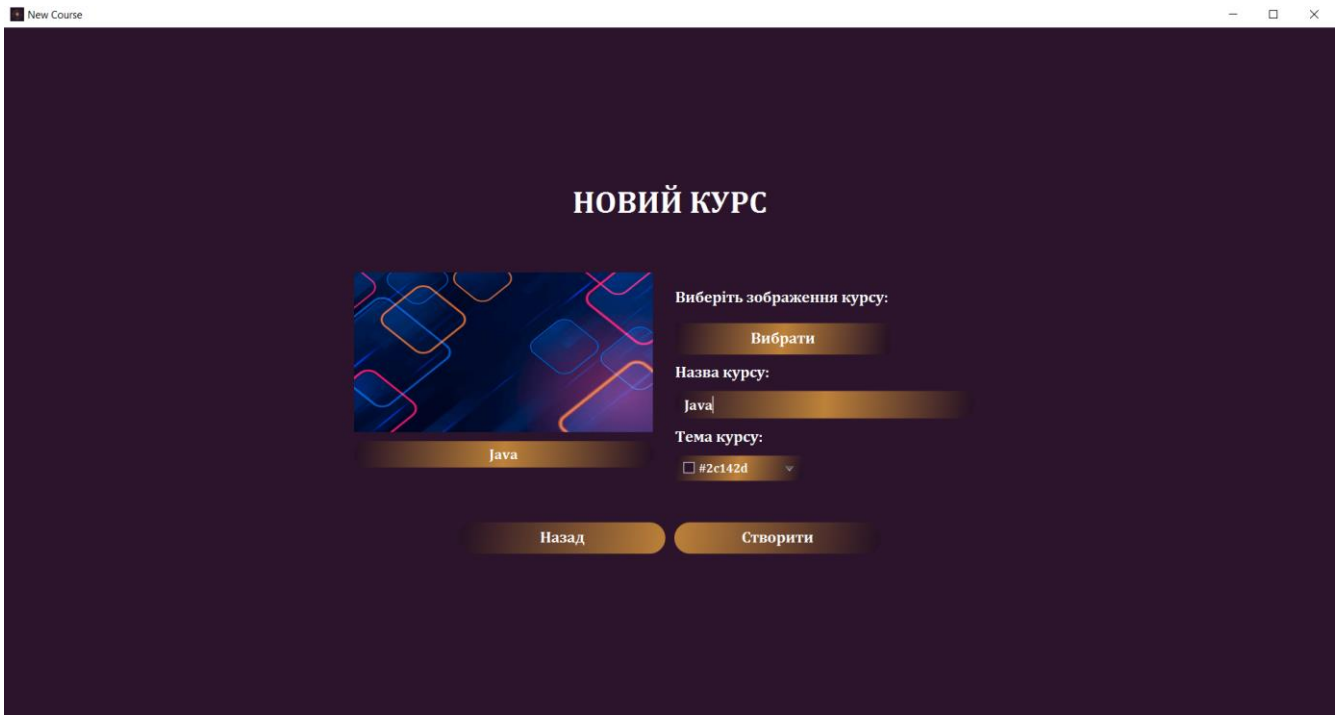 New Course
НОВИЙ КУРС
Виберіть зображення курсу:
Вибрати
Назва курсу:
Java
Тема курсу:
Java
#2c142d
Назад
Створити